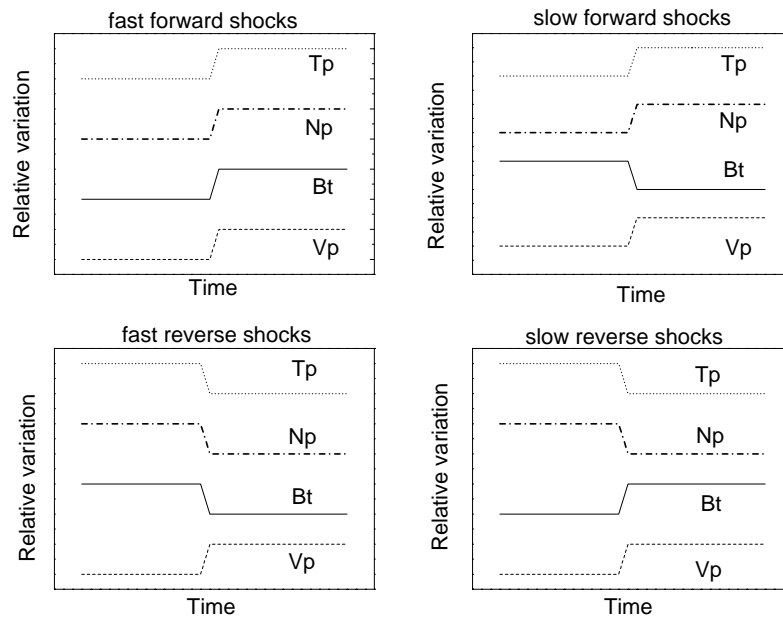 fast forward shocks
Relative variation
Tp
Np
Bt
Vp
Time
slow forward shocks
Relative variation
Tp
Np
Bt
Vp
Time
fast reverse shocks
Relative variation
Tp
Np
Bt
Vp
Time
slow reverse shocks
Relative variation
Tp
Np
Bt
Vp
Time